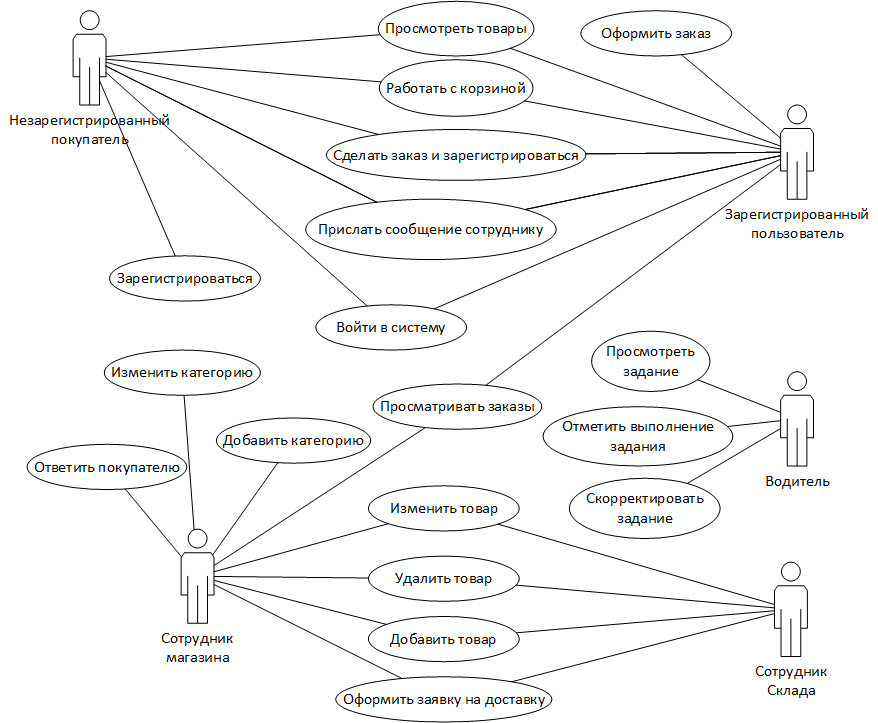 Просмотреть товары
Оформить заказ
Работать с корзиной
Незарегистрированный
покупатель
Сделать заказ и зарегистрироваться
Зарегистрированный
пользователь
Прислать сообщение сотруднику
Зарегистрироваться
Войти в систему
Просмотреть
задание
Изменить категорию
Просматривать заказы
Отметить выполнение
задания
Добавить категорию
Ответить покупателю
Водитель
Скорректировать
задание
Изменить товар
Удалить товар
Сотрудник
магазина
Добавить товар
Сотрудник
Склада
Оформить заявку на доставку